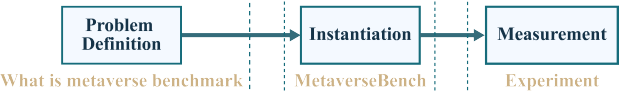 Problem
Definition
Instantiation
Measurement
What is metaverse benchmark
MetaverseBench
Experiment